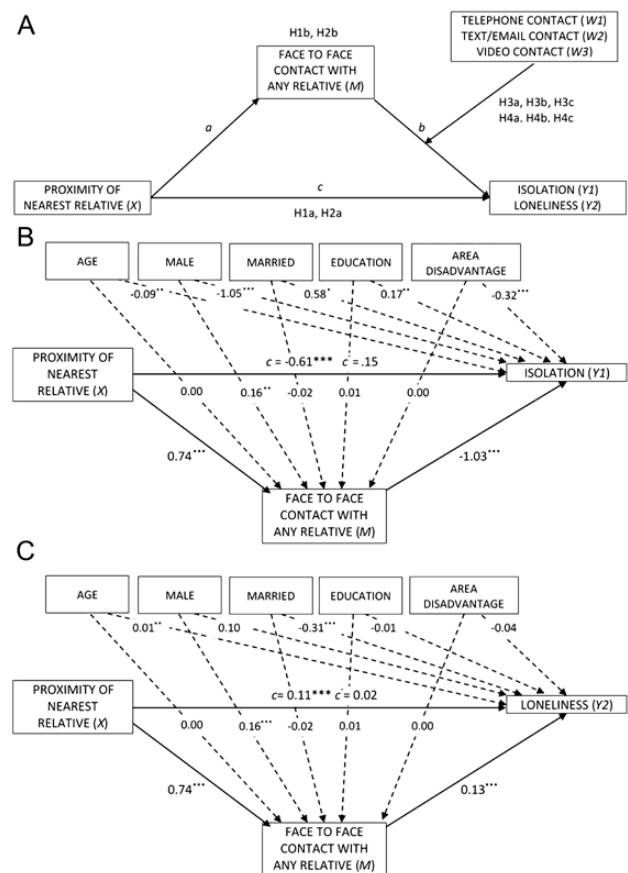 A
H1b, H2b
FACE TO FACE
CONTACT WITH
ANY RELATIVE (M)
TELEPHONE CONTACT (W1)
TEXT/EMAIL CONTACT (W2)
VIDEO CONTACT (W3)
H3a, H3b, H3c
H4a. H4b. H4c
a
b
c
PROXIMITY OF
NEAREST RELATIVE (X)
H1a, H2a
ISOLATION (Y1)
LONELINESS (Y2)
B
AGE
MALE
MARRIED
EDUCATION
AREA
DISADVANTAGE
-0.09**
-1.05***
0.58*
0.17**
-0.32***
PROXIMITY OF
NEAREST
RELATIVE (X)
c = -0.61*** c = .15
ISOLATION (Y1)
0.00
0.16**
-0.02
0.01
0.00
0.74***
-1.03***
FACE TO FACE
CONTACT WITH
ANY RELATIVE (M)
C
AGE
MALE
MARRIED
EDUCATION
AREA
DISADVANTAGE
0.01**
0.10
-0.31***
-0.01
-0.04
PROXIMITY OF
NEAREST
RELATIVE (X)
c= 0.11*** c = 0.02
LONELINESS (Y2)
0.00
0.16***
-0.02
0.01
0.00
0.74***
0.13***
FACE TO FACE
CONTACT WITH
ANY RELATIVE (M)